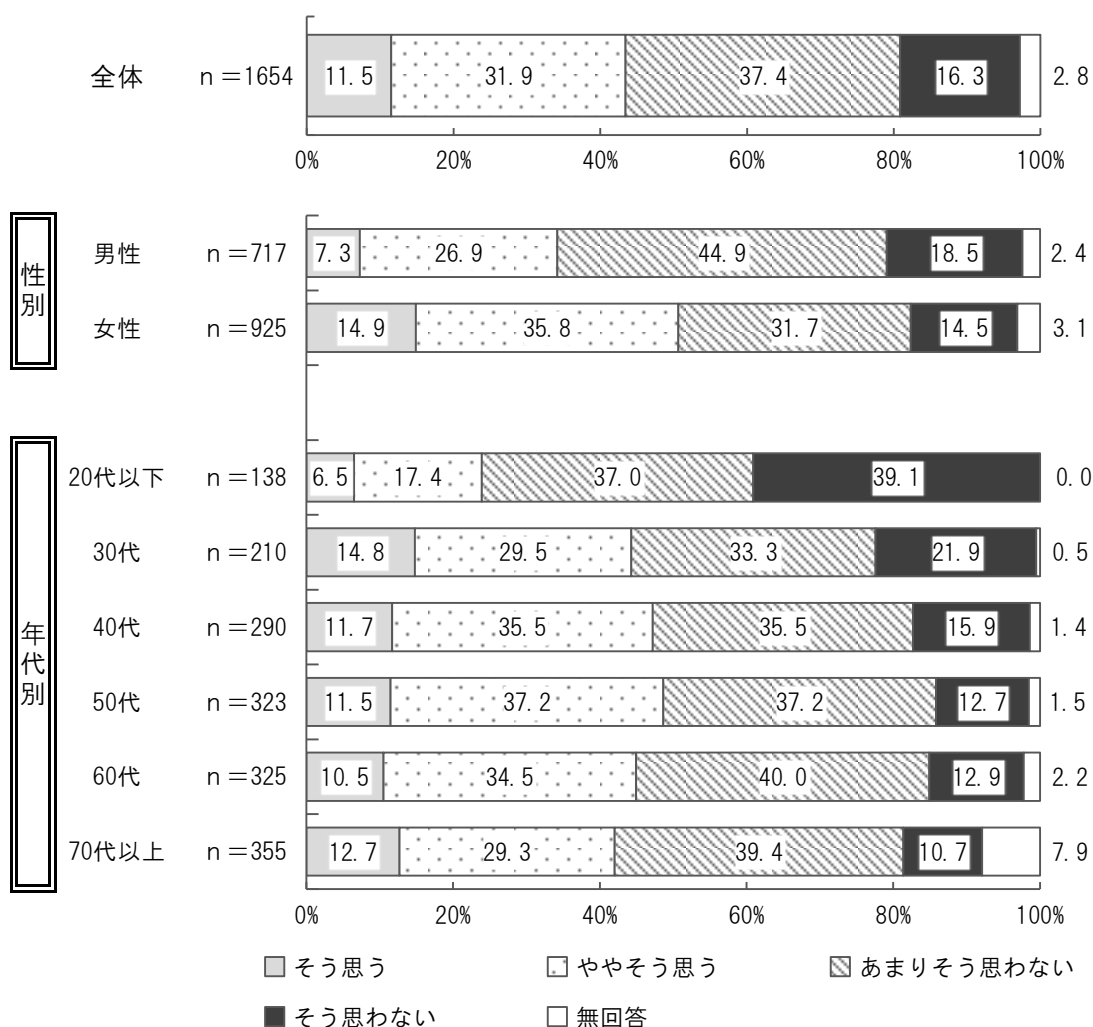 全体 n=1654 11.5 31.9 37.4 16.3 2.8
0% 20% 40% 60% 80% 100%
性別
男性 n=717 7.3 26.9 44.9 18.5 2.4
女性 n=925 14.9 35.8 31.7 14.5 3.1
年代別
20代以下 n=138 6.5 17.4 37.0 39.1 0.0
30代 n=210 14.8 29.5 33.3 21.9 0.5
40代 n=290 11.7 35.5 35.5 15.9 1.4
50代 n=323 11.5 37.2 37.2 12.7 1.5
60代 n=325 10.5 34.5 40.0 12.9 2.2
70代以上 n=355 12.7 29.3 39.4 10.7 7.9
0% 20% 40% 60% 80% 100%
そう思う ややそう思う あまりそう思わない
そう思わない 無回答